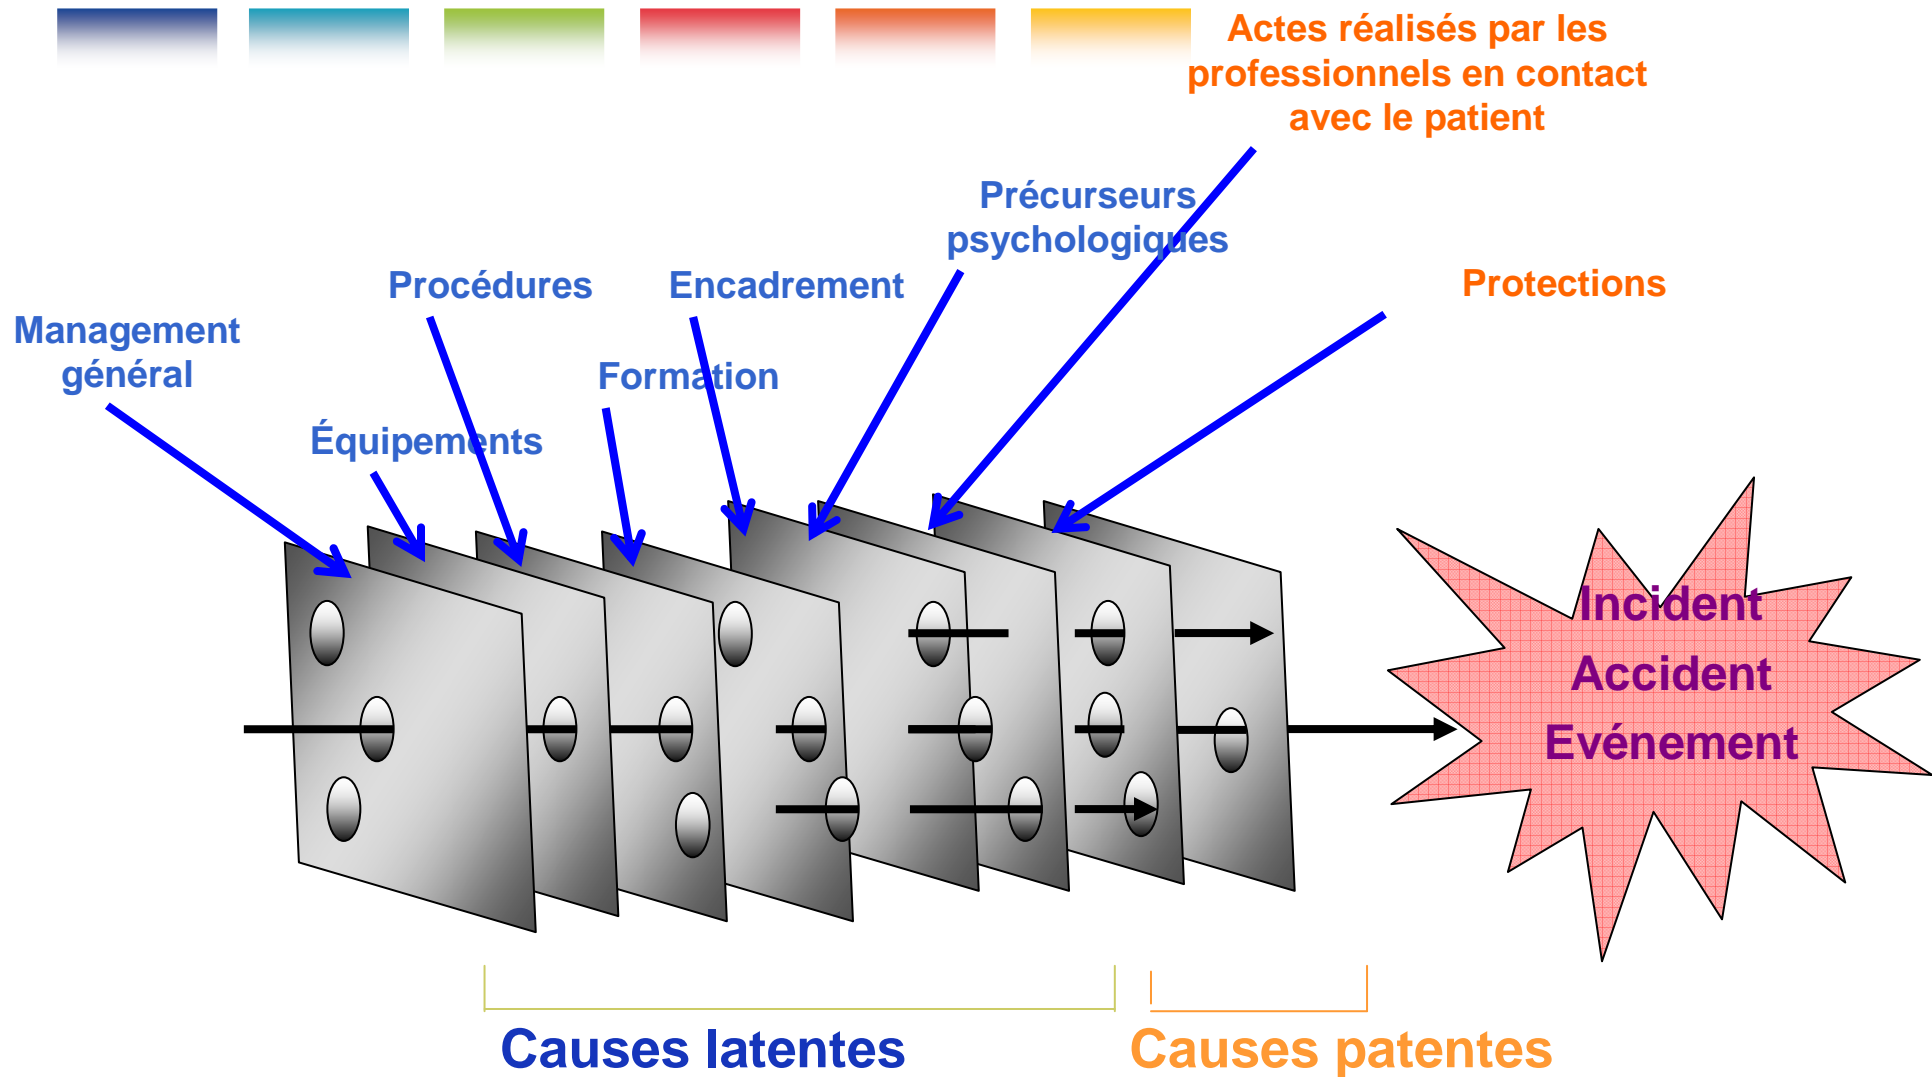 Actes réalisés par les
professionnels en contact
avec le patient
Précurseurs
psychologiques
Procédures
Encadrement
Protections
Management
général
Formation
Équipements
Incident
Accident
Evénement
Causes latentes
Causes patentes